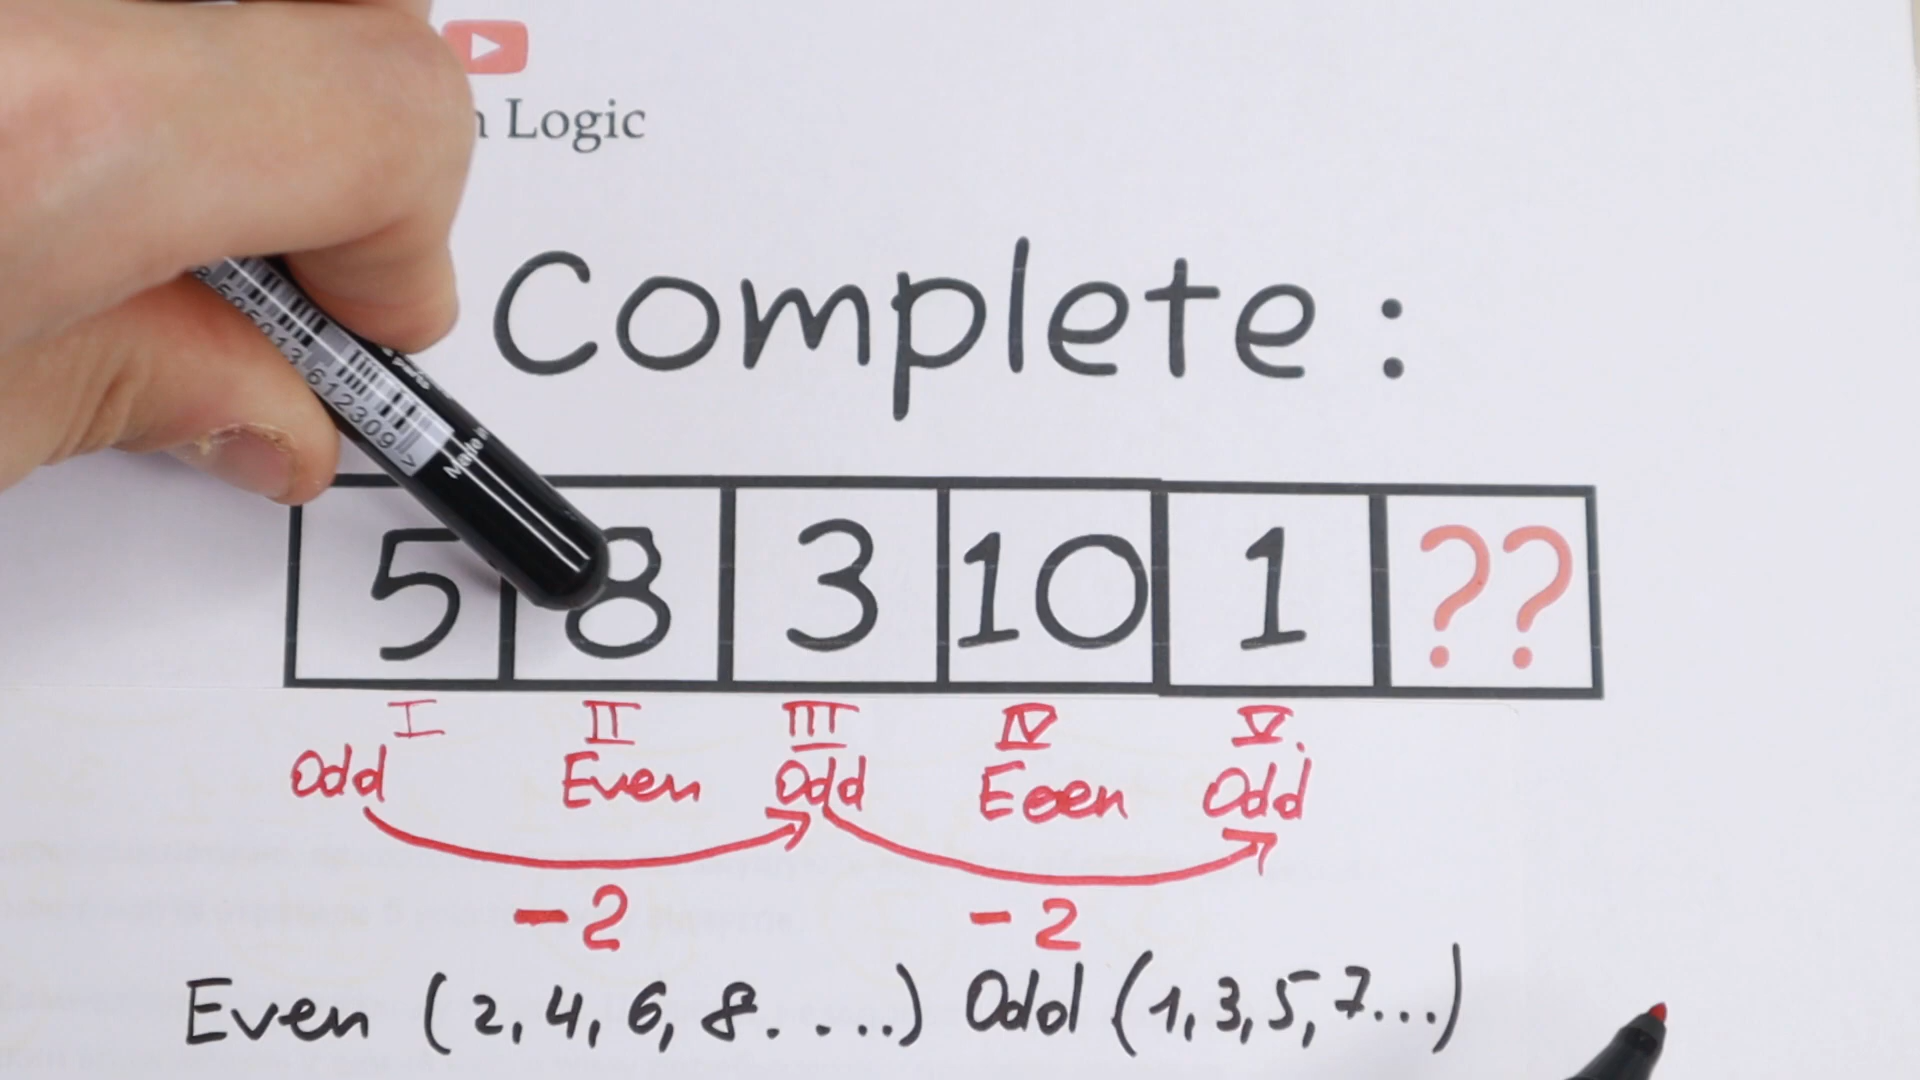 Logic
Complete :
5 8 3 10 1 ??
I II III IV V.
Odd Even Odd Even Odd
-2 -2
Even (2, 4, 6, 8. . . ..) Odd (1, 3, 5, 7...)